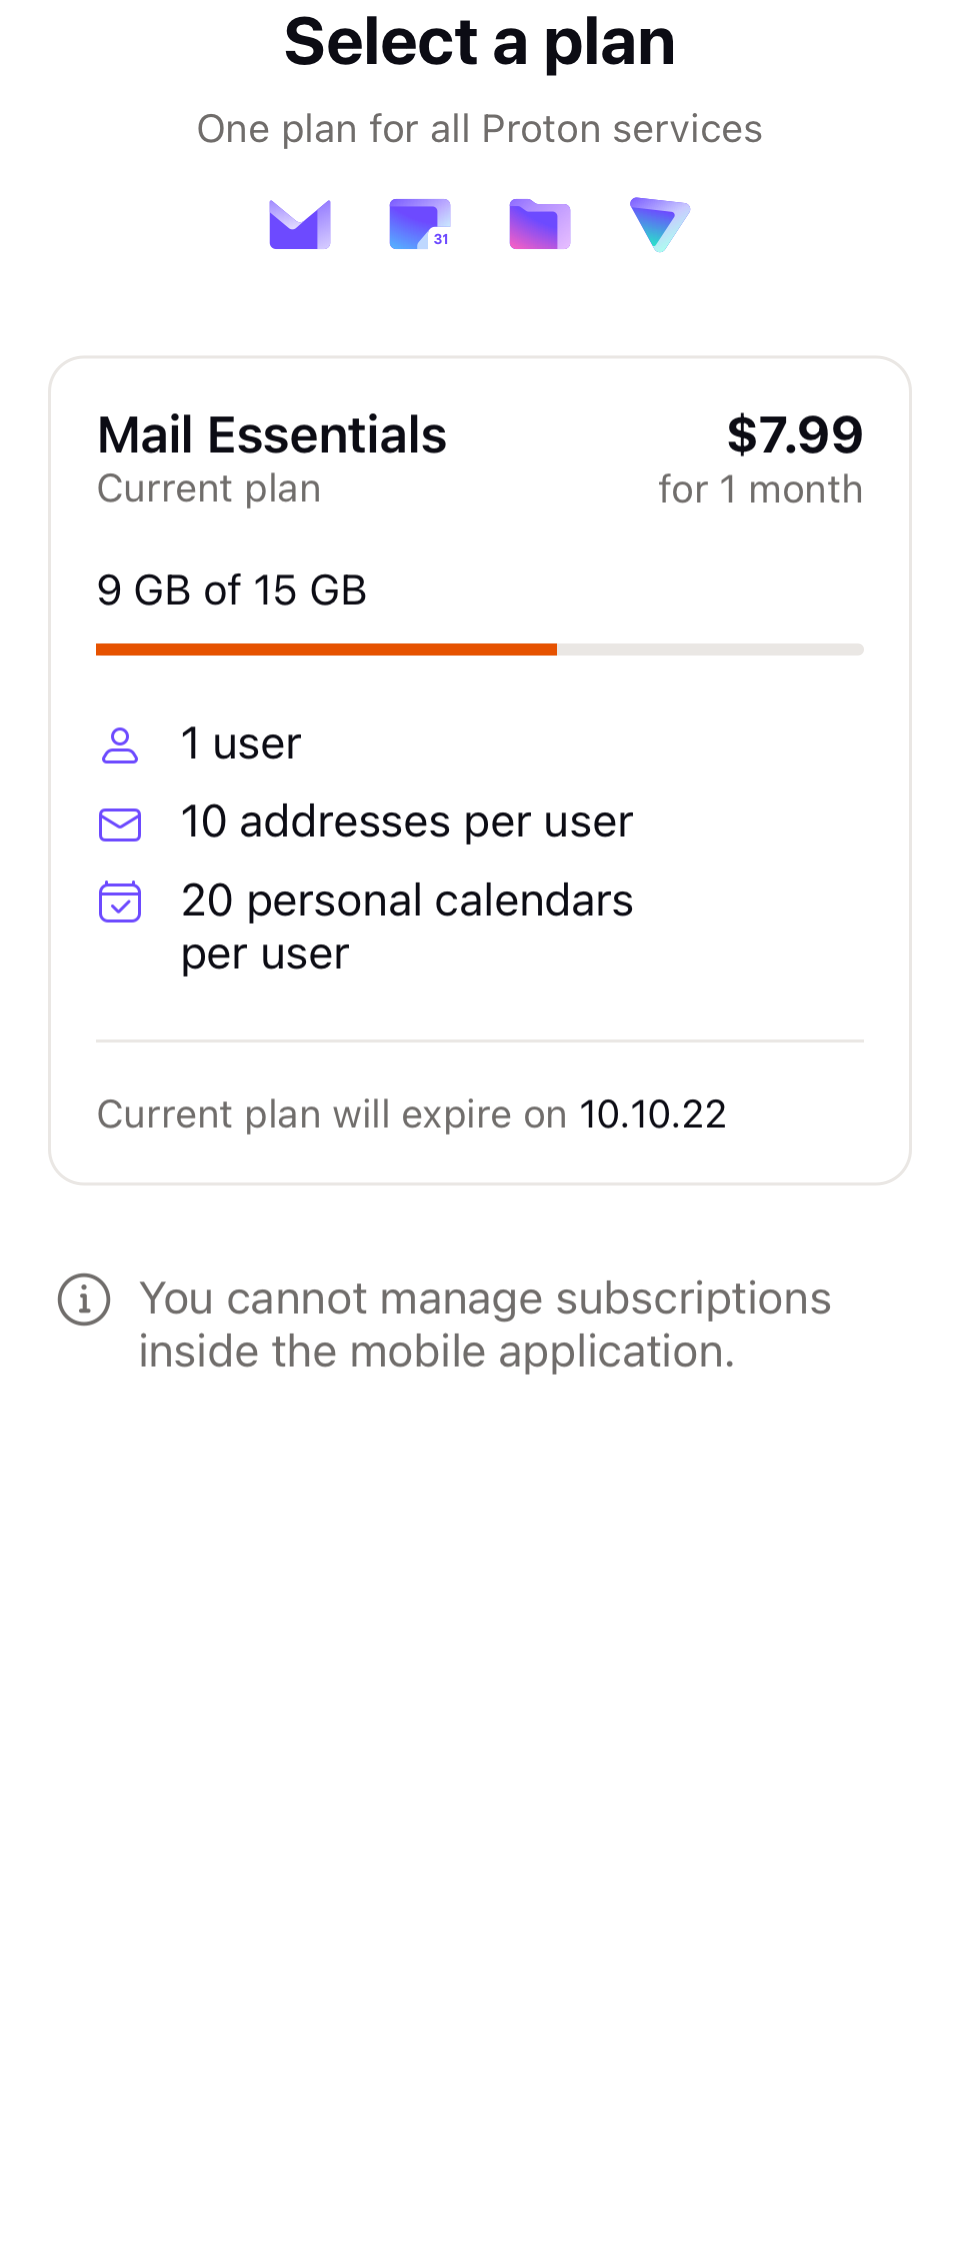 Select a plan
One plan for all Proton services
31
Mail Essentials
$7.99
Current plan
for 1 month
9 GB of 15 GB
1 user
10 addresses per user
20 personal calendars
per user
Current plan will expire on 10.10.22
You cannot manage subscriptions
inside the mobile application.